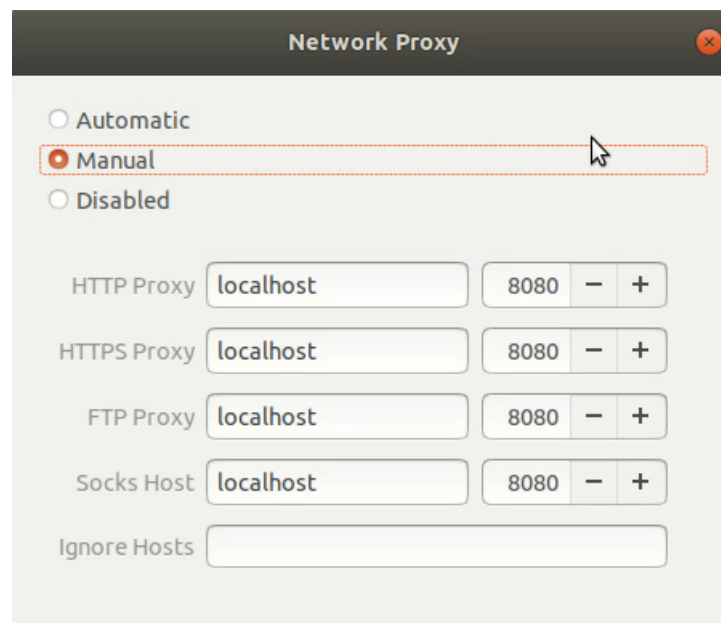 Network Proxy
Automatic
Manual
Disabled
HTTP Proxy localhost 8080 − +
HTTPS Proxy localhost 8080 − +
FTP Proxy localhost 8080 − +
Socks Host localhost 8080 − +
Ignore Hosts